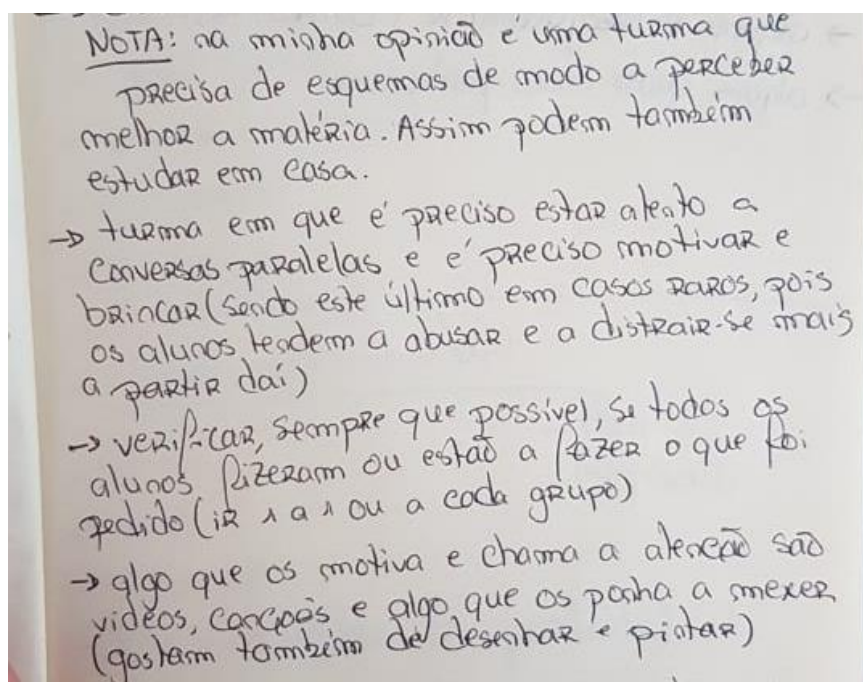 NOTA: na minha opinião é uma turma que
precisa de esquemas de modo a perceber
melhor a matéria. Assim podem também
estudar em casa.
→ turma em que é preciso estar atento a
conversas paralelas e é preciso motivar e
brincar (sendo este último em casos raros, pois
os alunos tendem a abusar e a distrair-se mais
a partir daí)
→ verificar, sempre que possível, se todos os
alunos fizeram ou estão a fazer o que foi
pedido (ir 1 a 1 ou a cada grupo)
→ algo que os motiva e chama a atenção são
vídeos, canções e algo que os ponha a mexer
(gostam também de desenhar e pintar)